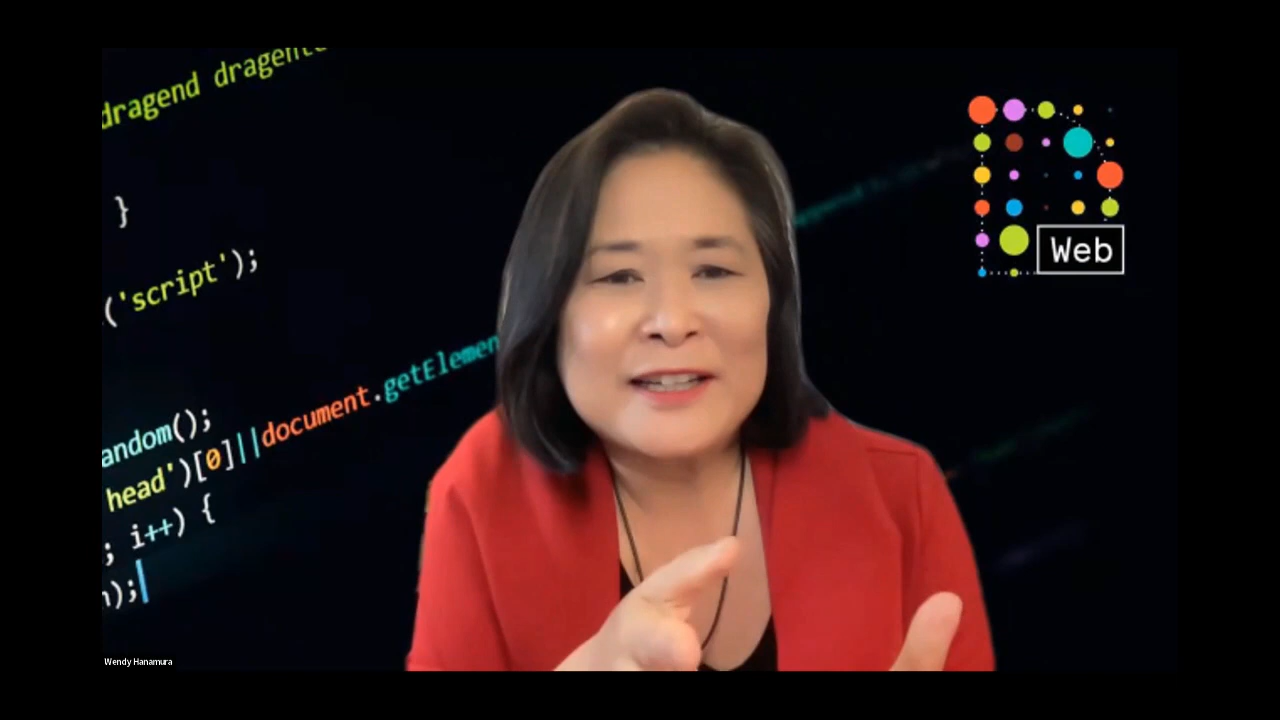 dragend dragente
}
('script');
andom();
head')[0]||document.getElemen
; i++) {
);
Web
Wendy Hanamura